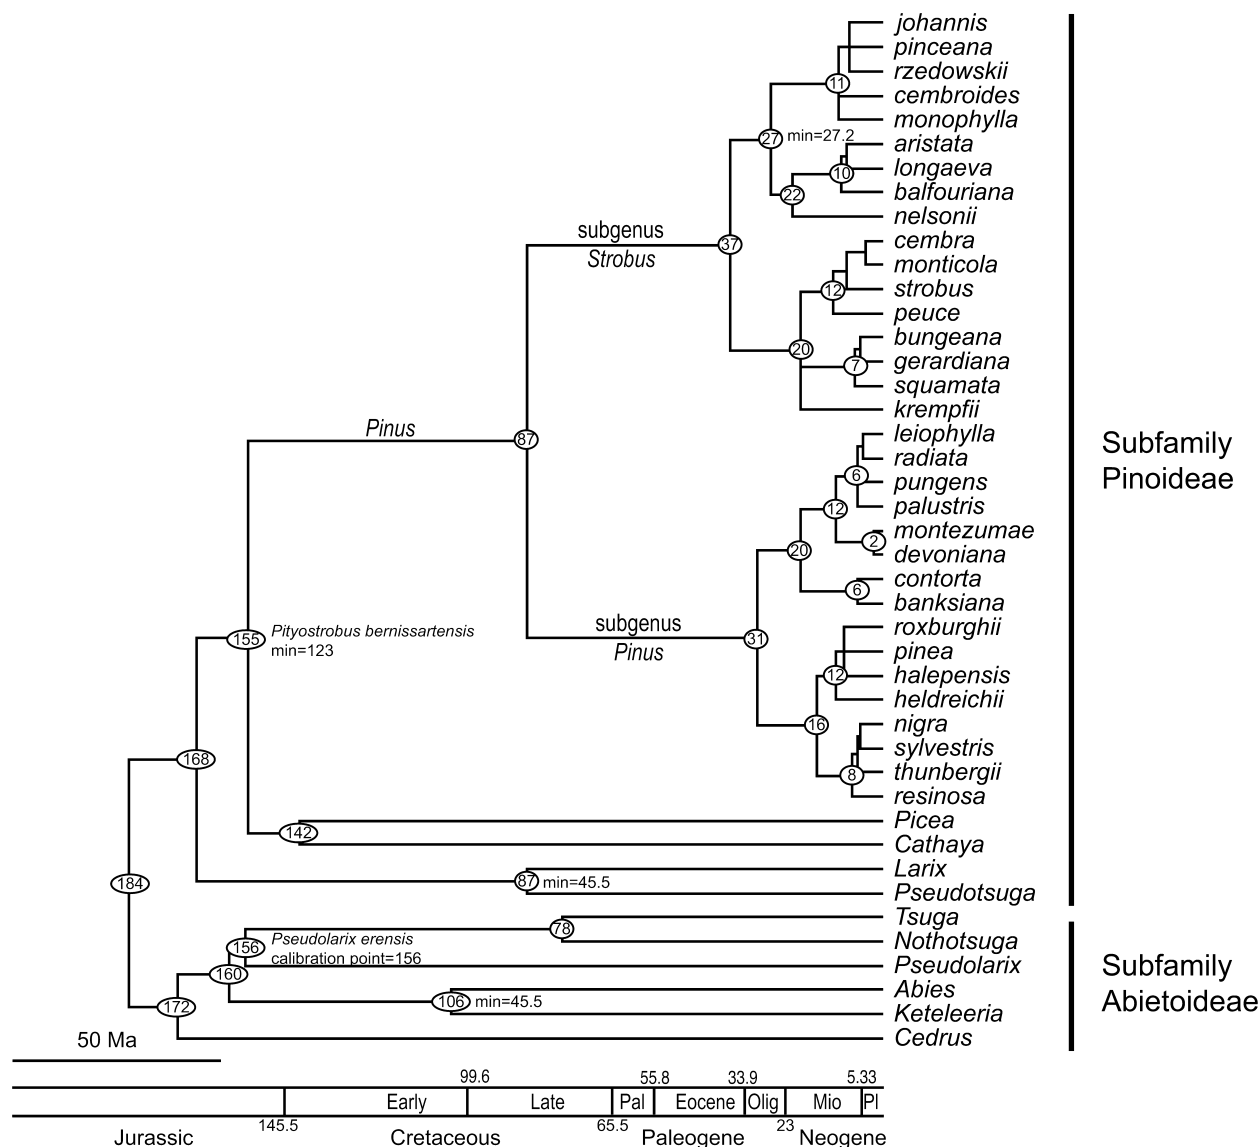 johannis
pinceana
11
rzedowskii
cembroides
monophylla
27 min=27.2
aristata
10 longaeva
22 balfouriana
nelsonii
subgenus
Strobus
37
cembra
monticola
12 strobus
peuce
bungeana
20
7 gerardiana
squamata
krempfii
Pinus
87
leiophylla
radiata
6 pungens
Subfamily
Pinoideae
12 palustris
montezumae
2
devoniana
20
contorta
6
banksiana
subgenus
Pinus
31
roxburghii
155 Pityostrobus bernissartensis
min=123
pinea
12 halepensis
heldreichii
16 nigra
sylvestris
8 thunbergii
resinosa
168
Picea
142
Cathaya
184
Larix
87 min=45.5
Pseudotsuga
Tsuga
78
Nothotsuga
156 Pseudolarix erensis
calibration point=156
Pseudolarix
160
Subfamily
Abietoideae
Abies
106 min=45.5
Keteleeria
172
Cedrus
50 Ma
99.6 55.8 33.9 5.33
Early Late Pal Eocene Olig Mio Pl
145.5 65.5 23
Jurassic Cretaceous Paleogene Neogene